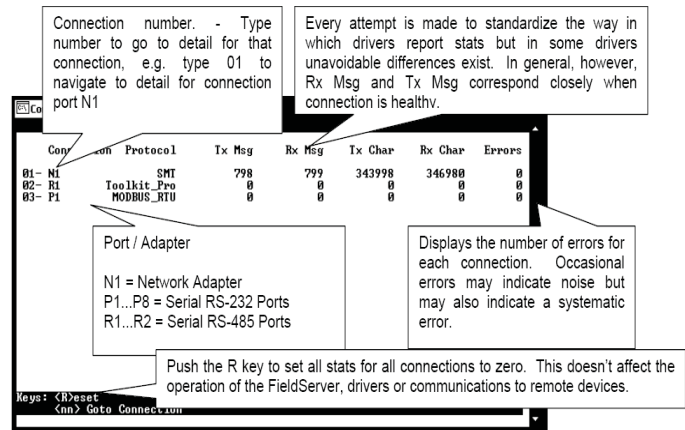 Connection number. - Type
number to go to detail for that
connection, e.g. type 01 to
navigate to detail for connection
port N1
Every attempt is made to standardize the way in
which drivers report stats but in some drivers
unavoidable differences exist. In general, however,
Rx Msg and Tx Msg correspond closely when
connection is healthy.
Co
Con on Protocol Tx Msg Rx Msg Tx Char Rx Char Errors
01- N1 SMT 798 799 343998 346980 0
02- R1 Toolkit_Pro 0 0 0 0 0
03- P1 MODBUS_RTU 0 0 0 0 0
Port / Adapter
N1 = Network Adapter
P1...P8 = Serial RS-232 Ports
R1...R2 = Serial RS-485 Ports
Displays the number of errors for
each connection. Occasional
errors may indicate noise but
may also indicate a systematic
error.
Push the R key to set all stats for all connections to zero. This doesn't affect the
operation of the FieldServer, drivers or communications to remote devices.
Keys: <R>eset
<nn> Goto Connection